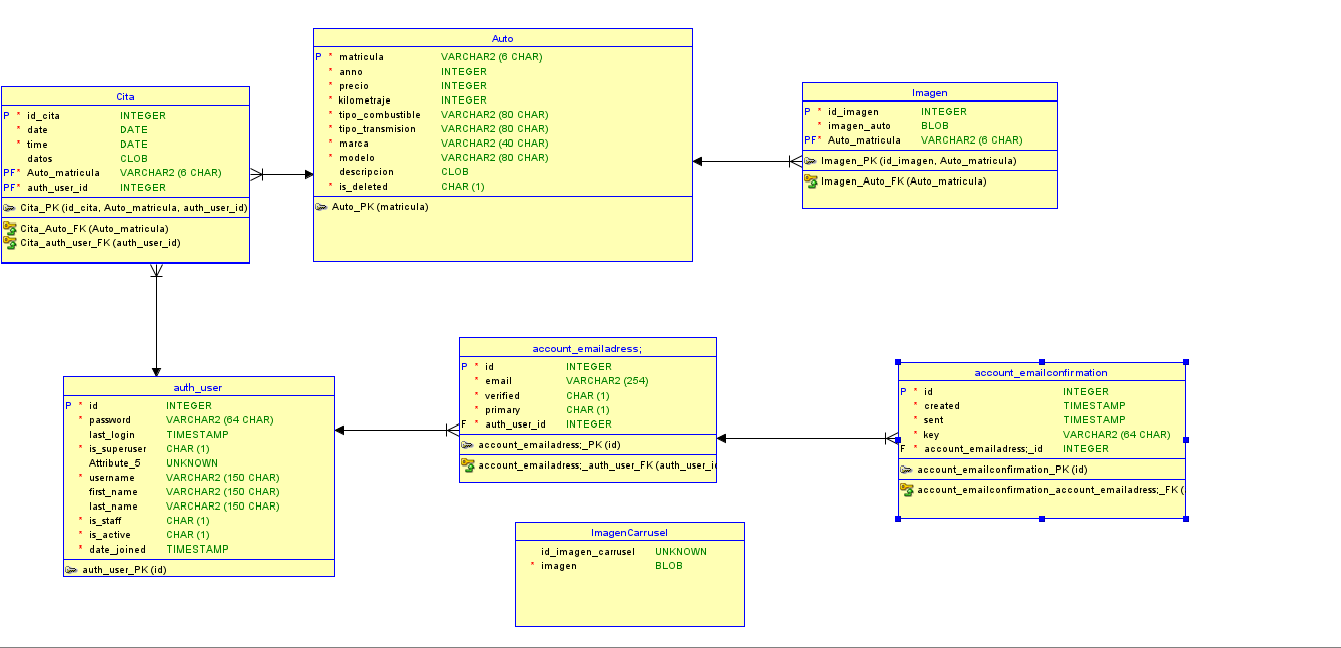 Auto
P * matricula VARCHAR2 (6 CHAR)
* anno INTEGER
* precio INTEGER
* kilometraje INTEGER
* tipo_combustible VARCHAR2 (80 CHAR)
* tipo_transmision VARCHAR2 (80 CHAR)
* marca VARCHAR2 (40 CHAR)
* modelo VARCHAR2 (80 CHAR)
descripcion CLOB
* is_deleted CHAR (1)
Auto_PK (matricula)
Cita
P * id_cita INTEGER
* date DATE
* time DATE
datos CLOB
PF* Auto_matricula VARCHAR2 (6 CHAR)
PF* auth_user_id INTEGER
Cita_PK (id_cita, Auto_matricula, auth_user_id)
Cita_Auto_FK (Auto_matricula)
Cita_auth_user_FK (auth_user_id)
Imagen
P * id_imagen INTEGER
* imagen_auto BLOB
PF* Auto_matricula VARCHAR2 (6 CHAR)
Imagen_PK (id_imagen, Auto_matricula)
Imagen_Auto_FK (Auto_matricula)
auth_user
P * id INTEGER
* password VARCHAR2 (64 CHAR)
last_login TIMESTAMP
* is_superuser CHAR (1)
Attribute_5 UNKNOWN
* username VARCHAR2 (150 CHAR)
first_name VARCHAR2 (150 CHAR)
last_name VARCHAR2 (150 CHAR)
* is_staff CHAR (1)
* is_active CHAR (1)
* date_joined TIMESTAMP
auth_user_PK (id)
account_emailadress;
P * id INTEGER
* email VARCHAR2 (254)
* verified CHAR (1)
* primary CHAR (1)
F * auth_user_id INTEGER
account_emailadress;_PK (id)
account_emailadress;_auth_user_FK (auth_user_i
account_emailconfirmation
P * id INTEGER
* created TIMESTAMP
* sent TIMESTAMP
* key VARCHAR2 (64 CHAR)
F * account_emailadress;_id INTEGER
account_emailconfirmation_PK (id)
account_emailconfirmation_account_emailadress;_FK (
ImagenCarrusel
id_imagen_carrusel UNKNOWN
* imagen BLOB